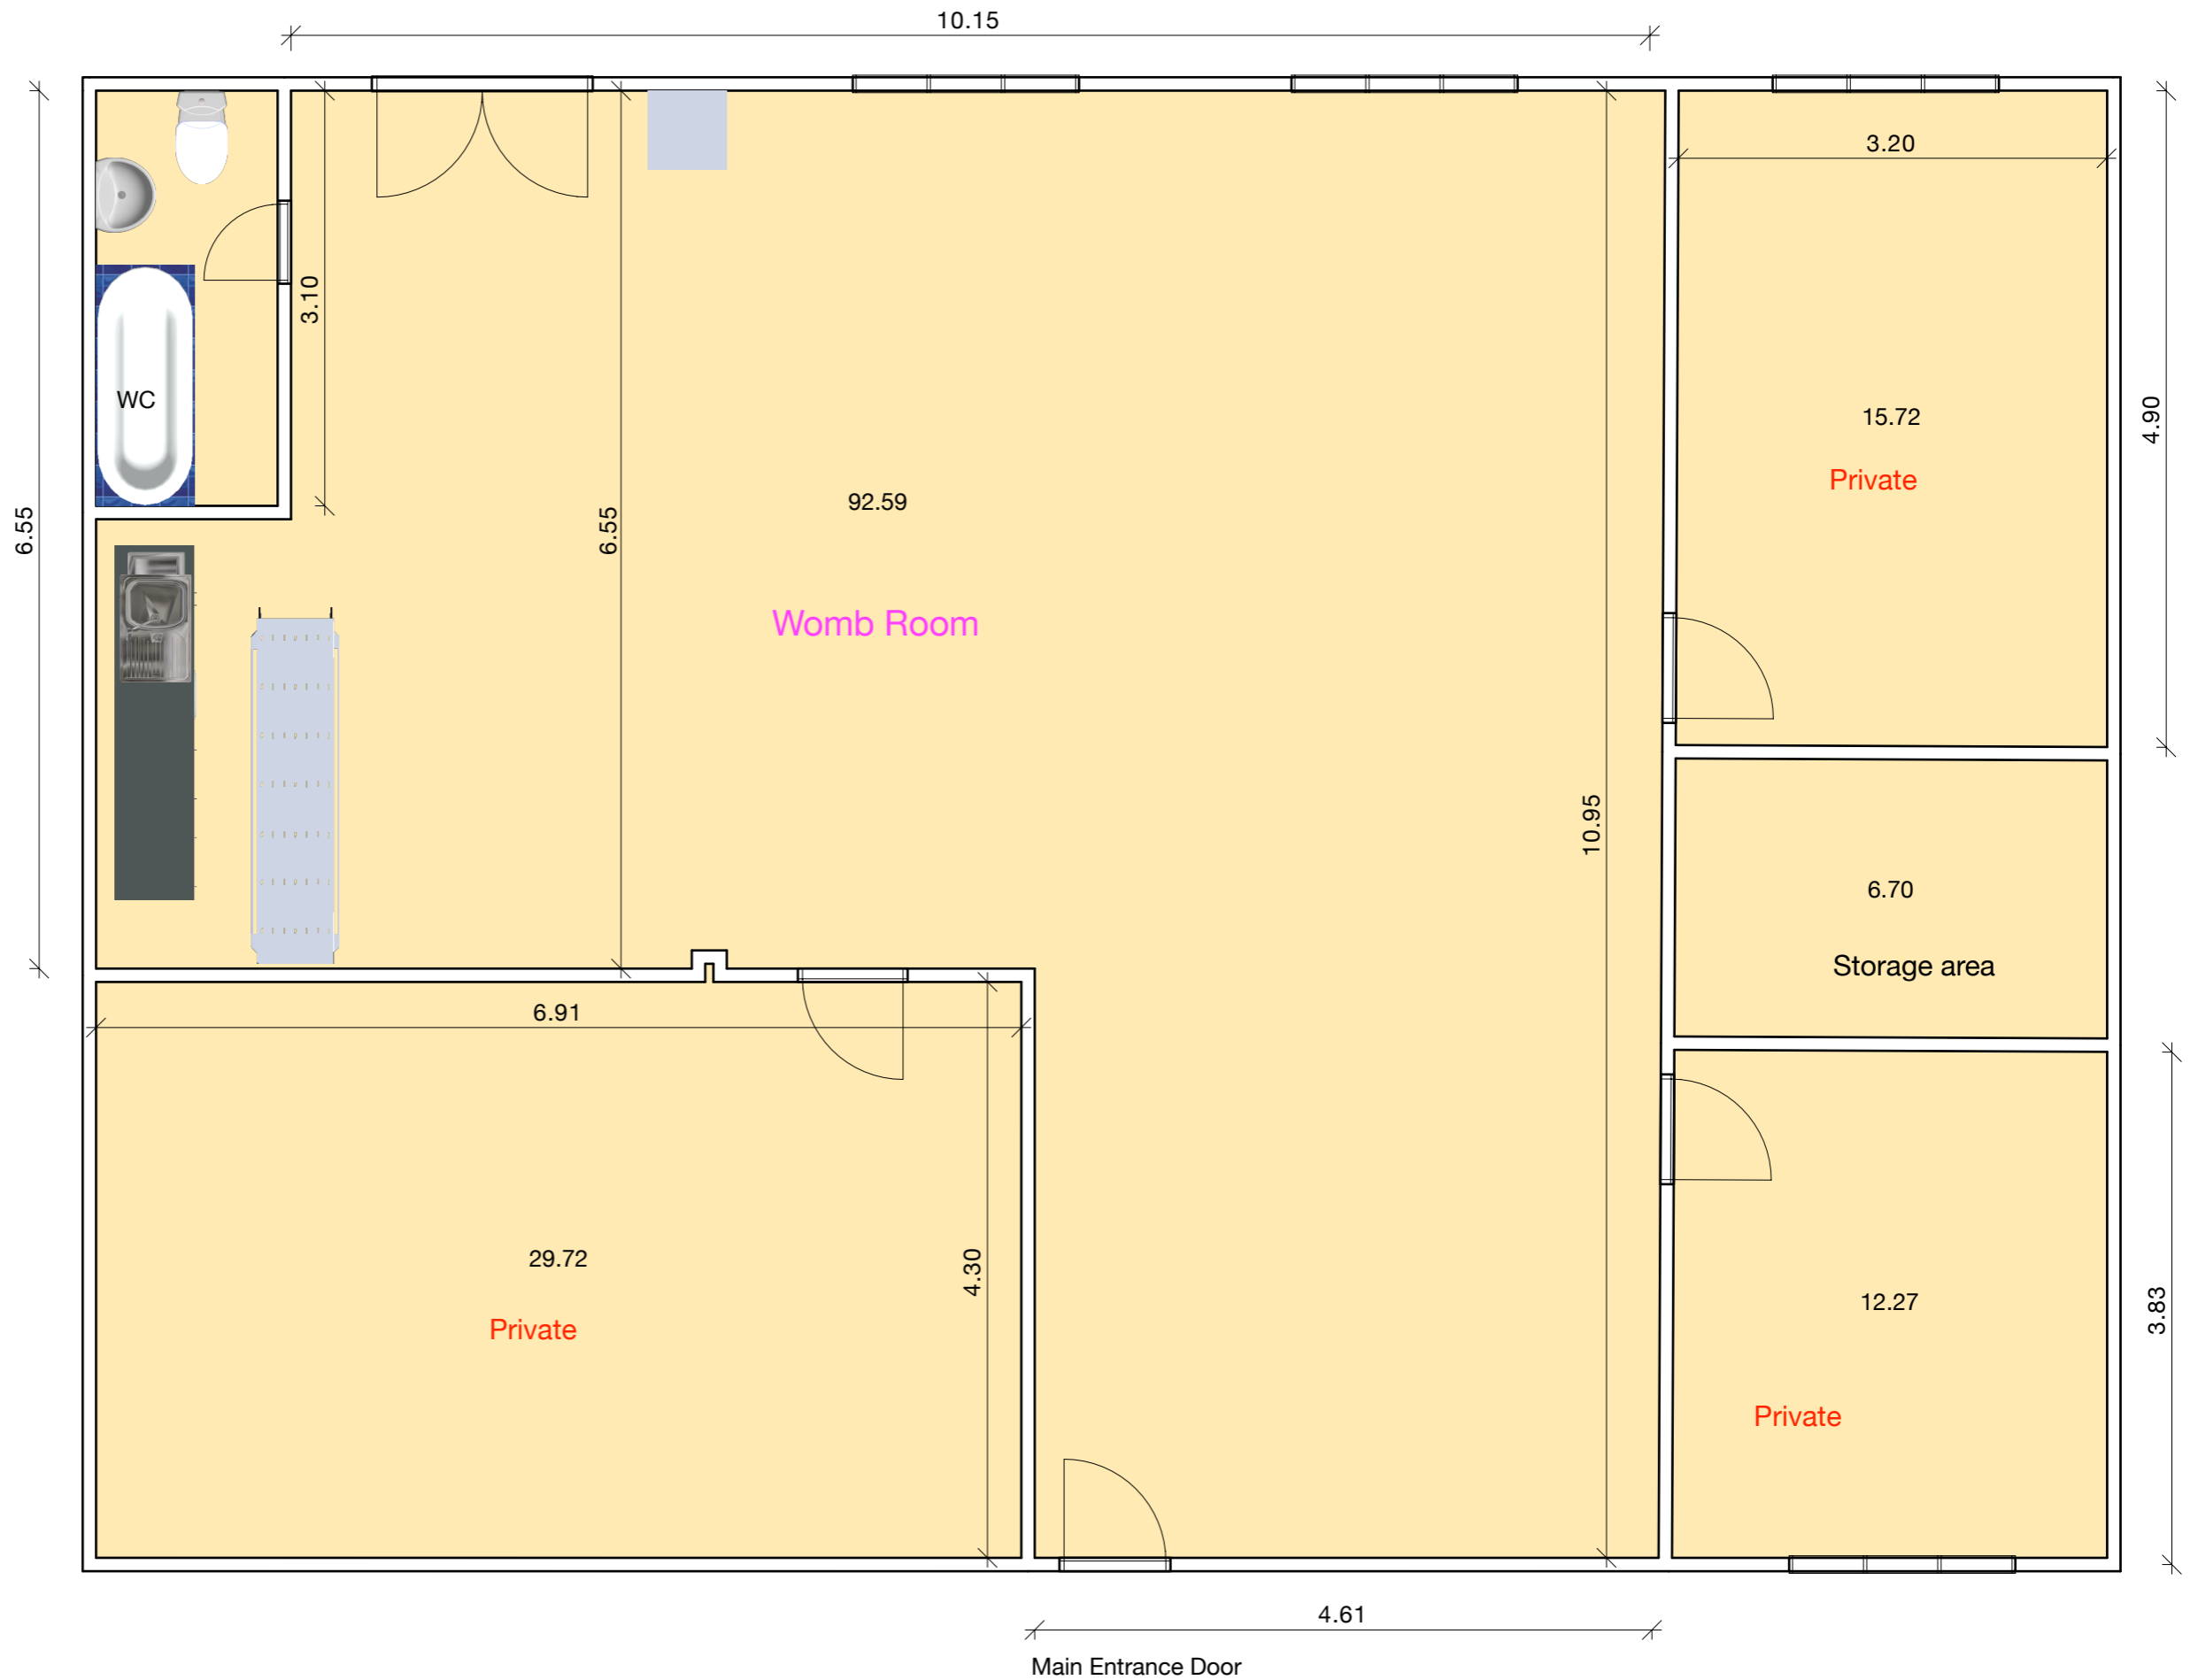 10.15
3.20
3.10
WC
4.90
15.72
Private
92.59
6.55
6.55
Womb Room
10.95
6.70
Storage area
6.91
29.72
Private
4.30
12.27
3.83
Private
4.61
Main Entrance Door